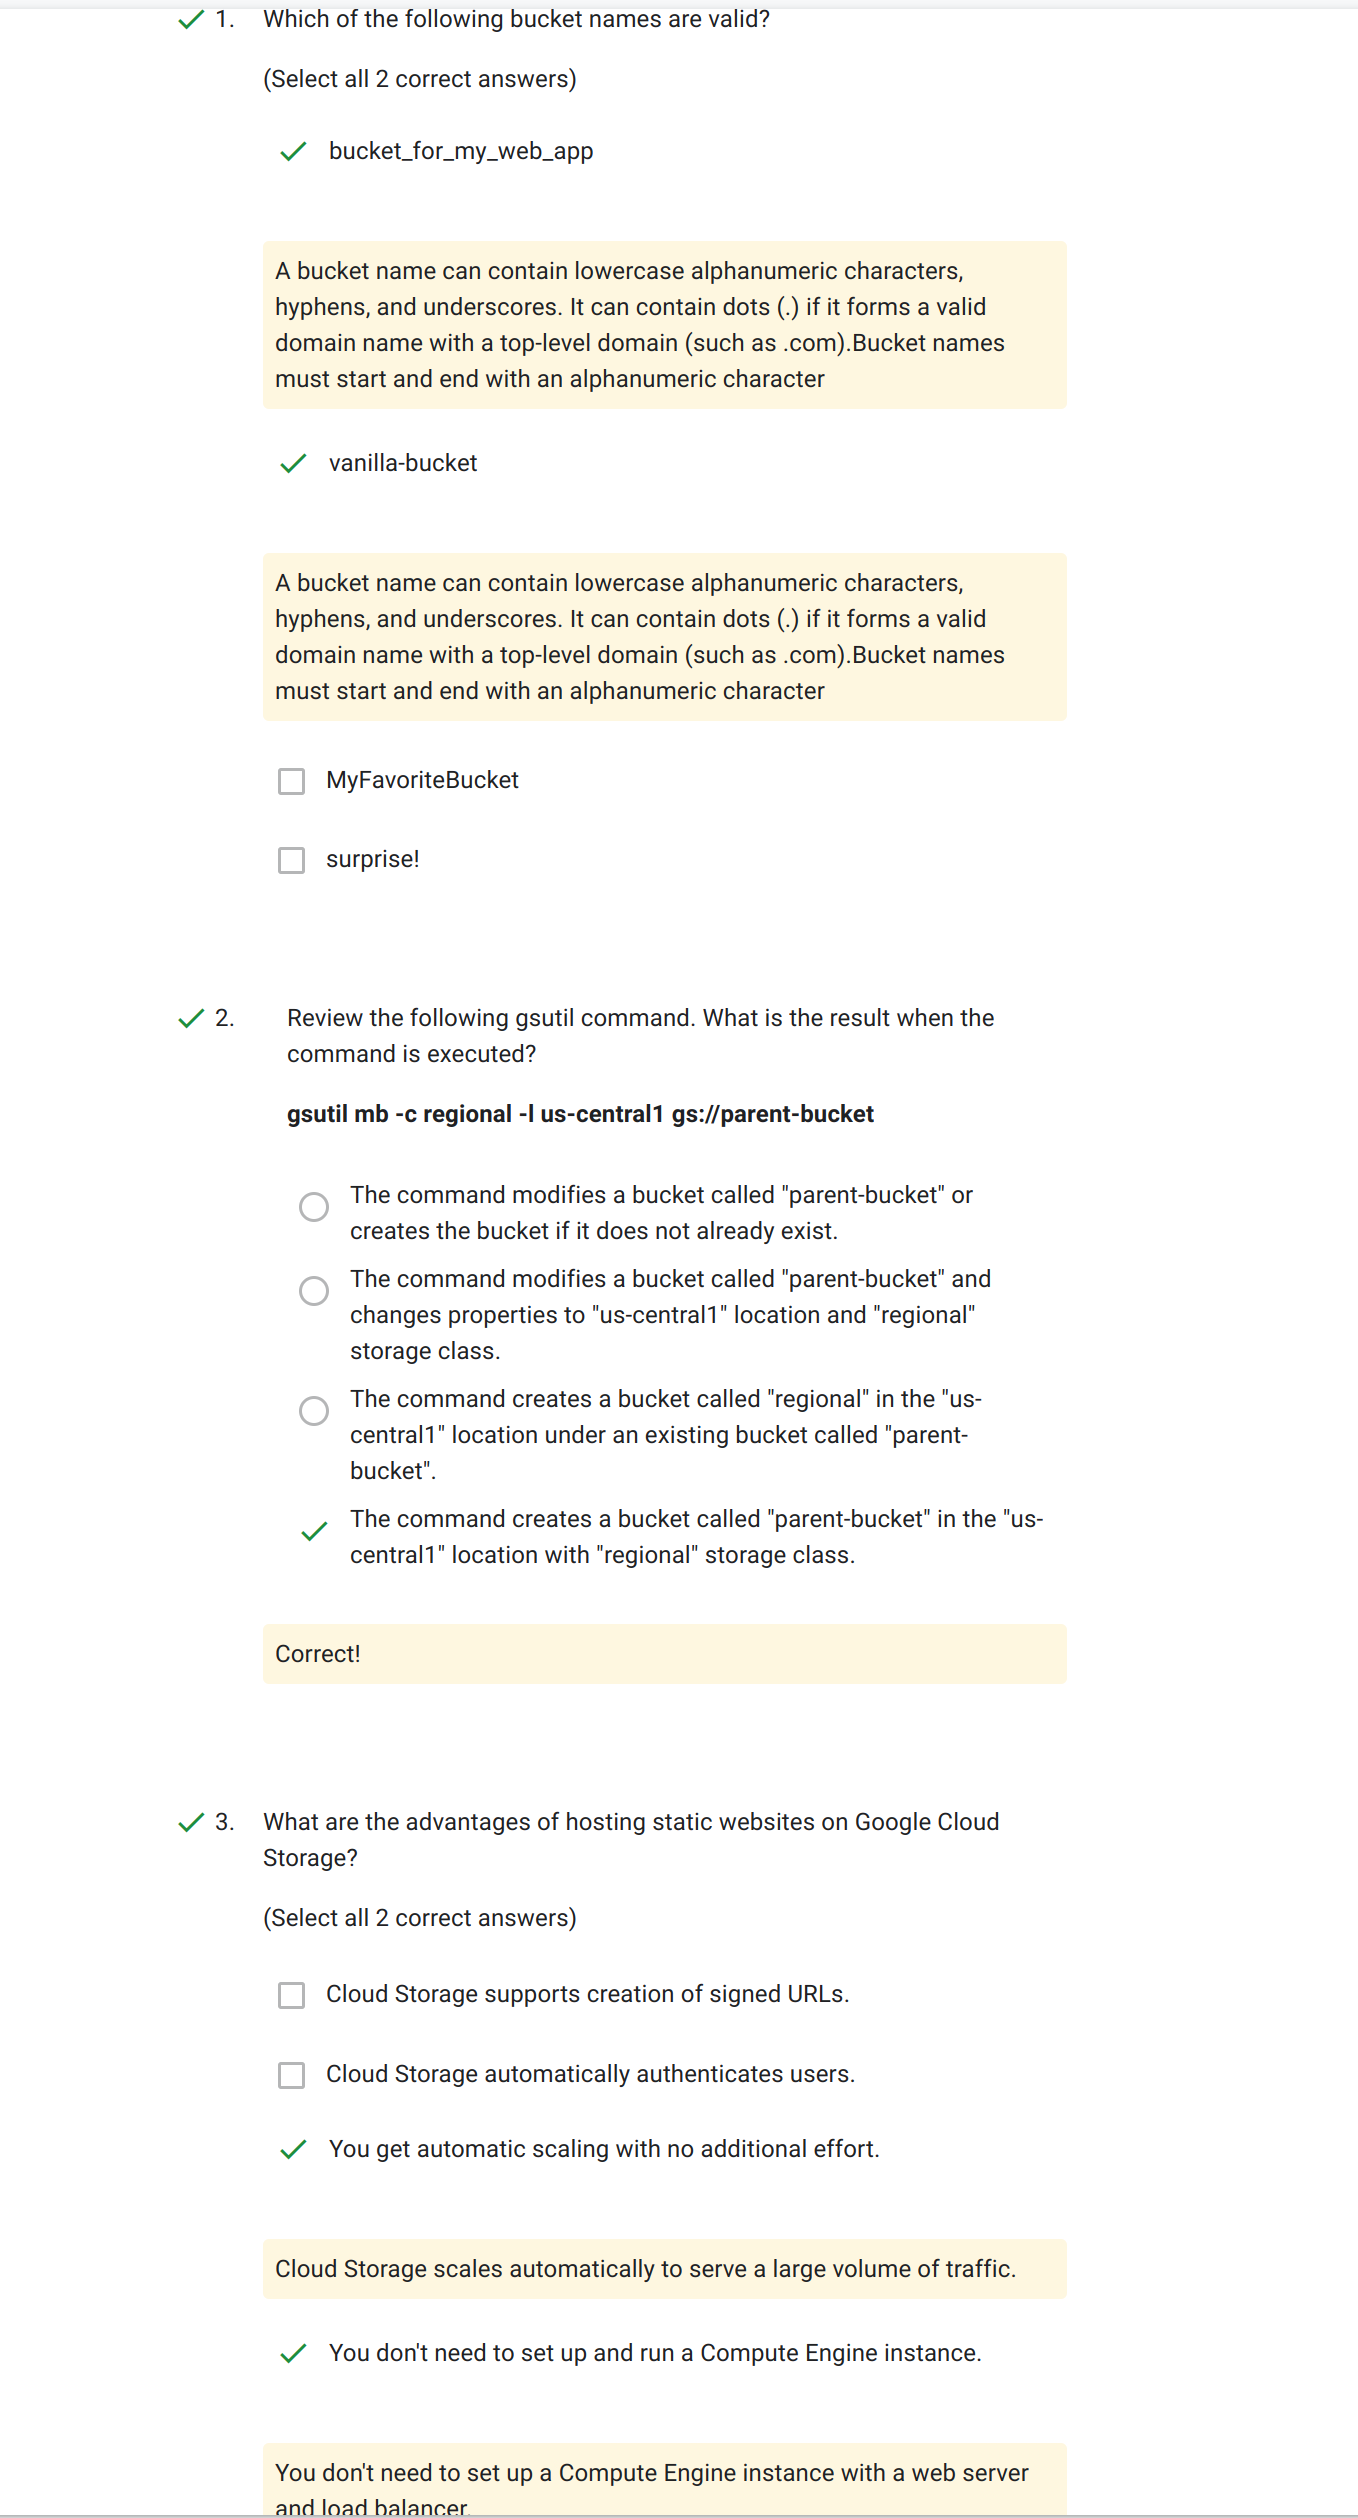 1. Which of the following bucket names are valid?
(Select all 2 correct answers)
bucket_for_my_web_app
A bucket name can contain lowercase alphanumeric characters,
hyphens, and underscores. It can contain dots (.) if it forms a valid
domain name with a top-level domain (such as .com).Bucket names
must start and end with an alphanumeric character
vanilla-bucket
A bucket name can contain lowercase alphanumeric characters,
hyphens, and underscores. It can contain dots (.) if it forms a valid
domain name with a top-level domain (such as .com).Bucket names
must start and end with an alphanumeric character
MyFavoriteBucket
surprise!
2. Review the following gsutil command. What is the result when the
command is executed?
gsutil mb -c regional -l us-central1 gs://parent-bucket
The command modifies a bucket called "parent-bucket" or
creates the bucket if it does not already exist.
The command modifies a bucket called "parent-bucket" and
changes properties to "us-central1" location and "regional"
storage class.
The command creates a bucket called "regional" in the "us-
central1" location under an existing bucket called "parent-
bucket".
The command creates a bucket called "parent-bucket" in the "us-
central1" location with "regional" storage class.
Correct!
3. What are the advantages of hosting static websites on Google Cloud
Storage?
(Select all 2 correct answers)
Cloud Storage supports creation of signed URLs.
Cloud Storage automatically authenticates users.
You get automatic scaling with no additional effort.
Cloud Storage scales automatically to serve a large volume of traffic.
You don't need to set up and run a Compute Engine instance.
You don't need to set up a Compute Engine instance with a web server
and load balancer.